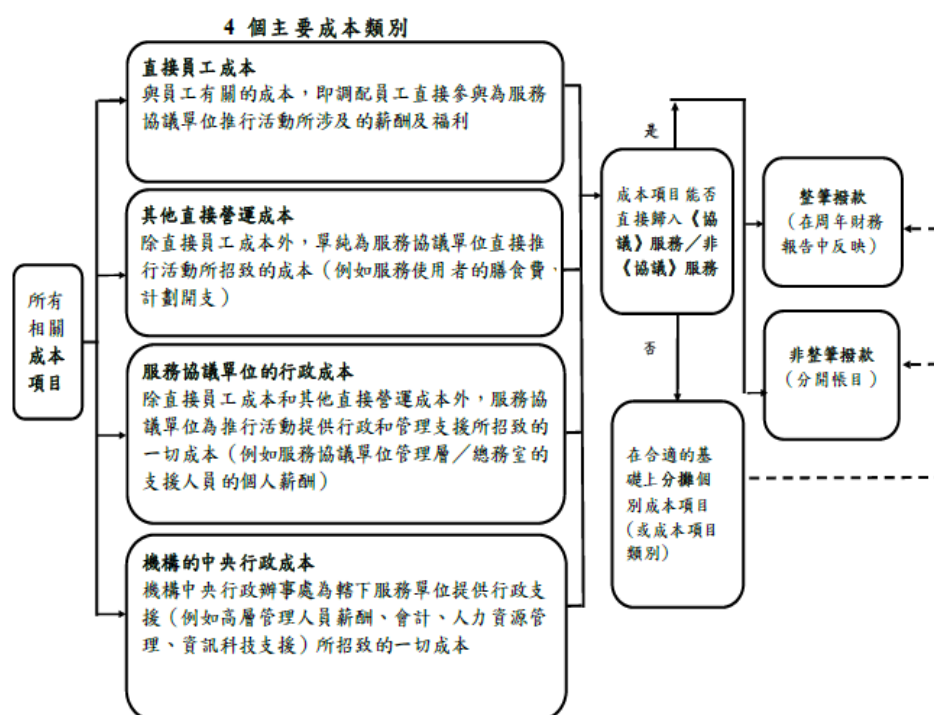 4 個主要成本類別
直接員工成本
與員工有關的成本，即調配員工直接參與為服務
協議單位推行活動所涉及的薪酬及福利
其他直接營運成本
除直接員工成本外，單純為服務協議單位直接推
行活動所招致的成本（例如服務使用者的膳食費、
計劃開支）
服務協議單位的行政成本
除直接員工成本和其他直接營運成本外，服務協
議單位為推行活動提供行政和管理支援所招致的
一切成本（例如服務協議單位管理層／總務室的
支援人員的個人薪酬）
機構的中央行政成本
機構中央行政辦事處為轄下服務單位提供行政支
援（例如高層管理人員薪酬、會計、人力資源管
理、資訊科技支援）所招致的一切成本
所有
相關
成本
項目
是
成本項目能否
直接歸入《協
議》服務／非
《協議》服務
否
在合適的基
礎上分攤個
別成本項目
（或成本項目
類別）
整筆撥款
（在周年財務
報告中反映）
非整筆撥款
（分開帳目）